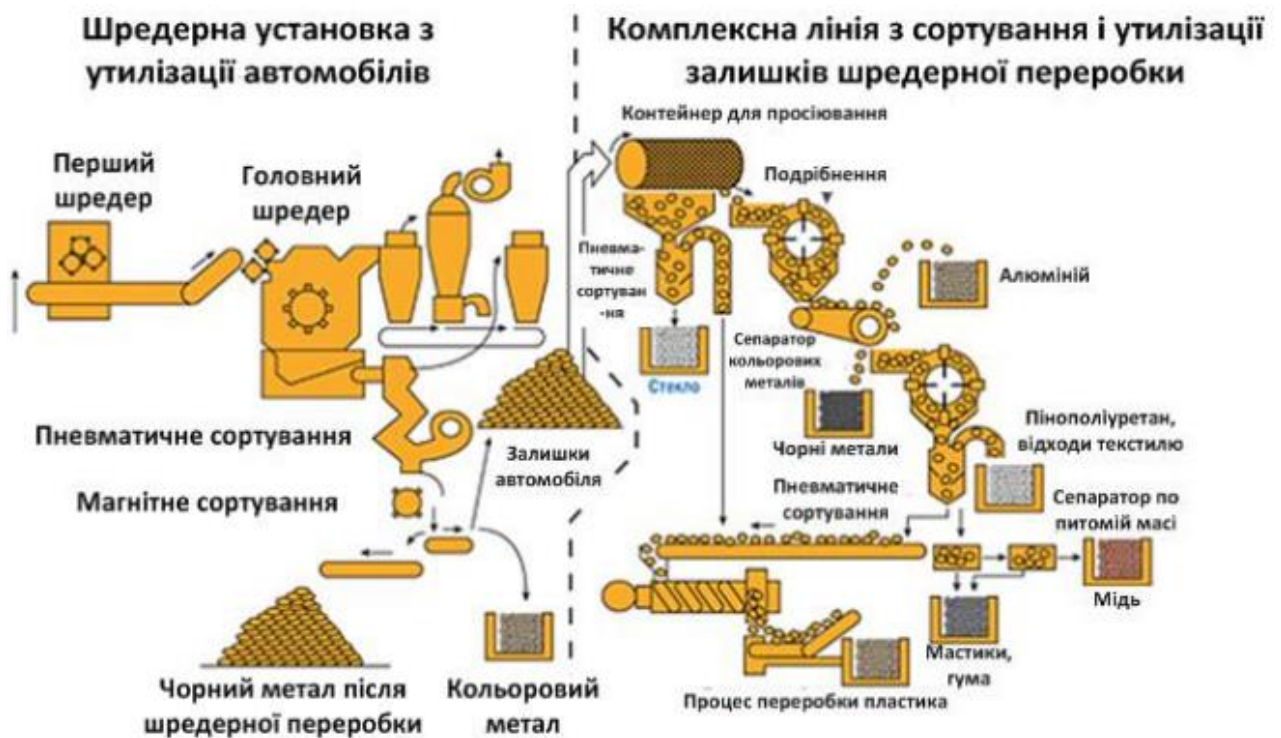 Шредерна установка з
утилізації автомобілів
Комплексна лінія з сортування і утилізації
залишків шредерної переробки
Контейнер для просіювання
Перший
шредер
Головний
шредер
Подрібнення
Пневма-
тичне
сортуван
-ня
Алюміній
Стекло
Сепаратор
кольорових
металів
Чорні метали
Пінополіуретан,
відходи текстилю
Пневматичне сортування
Залишки
автомобіля
Магнітне сортування
Пневматичне
сортування
Сепаратор по
питомій масі
Мідь
Мастики,
гума
Процес переробки пластика
Чорний метал після
шредерної переробки
Кольоровий
метал